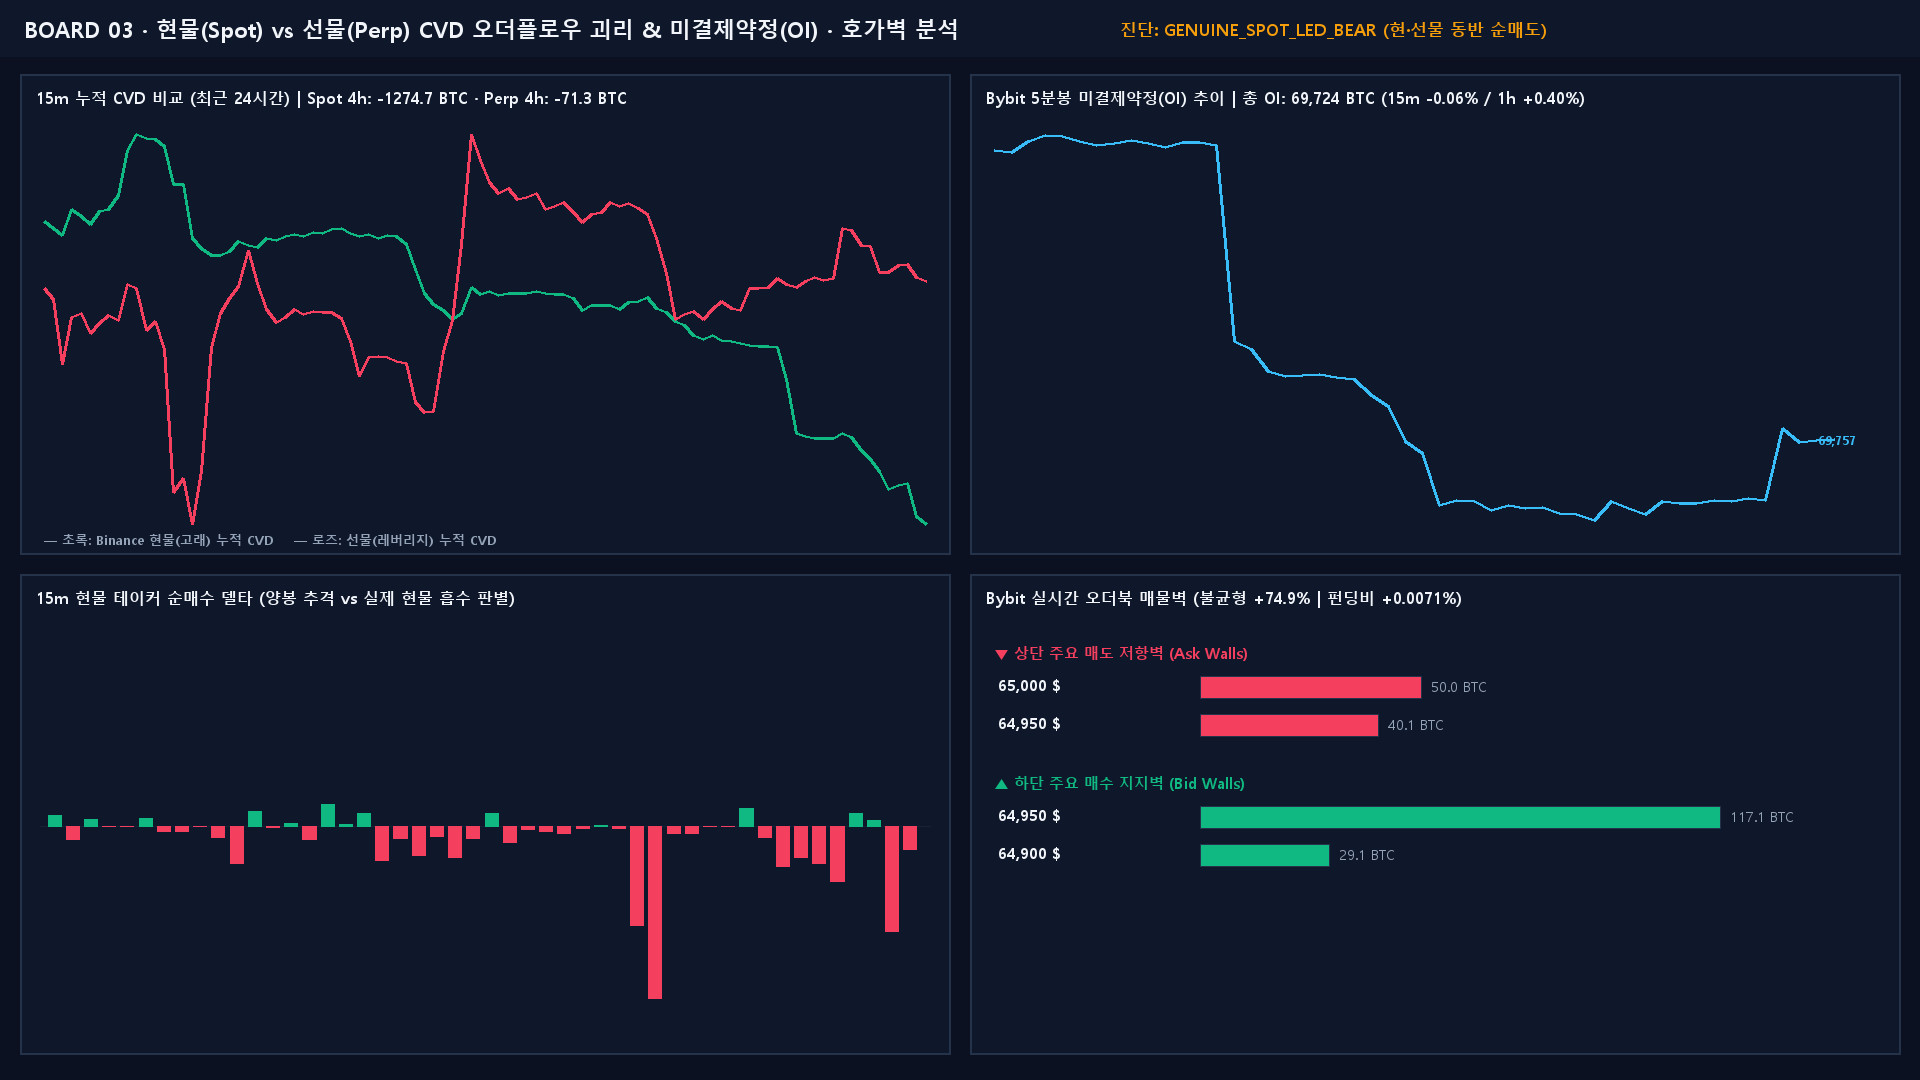 BOARD 03 · 현물(Spot) vs 선물(Perp) CVD 오더플로우 괴리 & 미결제약정(OI) · 호가벽 분석
진단: GENUINE_SPOT_LED_BEAR (현·선물 동반 순매도)
15m 누적 CVD 비교 (최근 24시간) | Spot 4h: -1274.7 BTC · Perp 4h: -71.3 BTC
— 초록: Binance 현물(고래) 누적 CVD
— 로즈: 선물(레버리지) 누적 CVD
Bybit 5분봉 미결제약정(OI) 추이 | 총 OI: 69,724 BTC (15m -0.06% / 1h +0.40%)
69,757
15m 현물 테이커 순매수 델타 (양봉 추격 vs 실제 현물 흡수 판별)
Bybit 실시간 오더북 매물벽 (불균형 +74.9% | 펀딩비 +0.0071%)
▼ 상단 주요 매도 저항벽 (Ask Walls)
65,000 $ 50.0 BTC
64,950 $ 40.1 BTC
▲ 하단 주요 매수 지지벽 (Bid Walls)
64,950 $ 117.1 BTC
64,900 $ 29.1 BTC